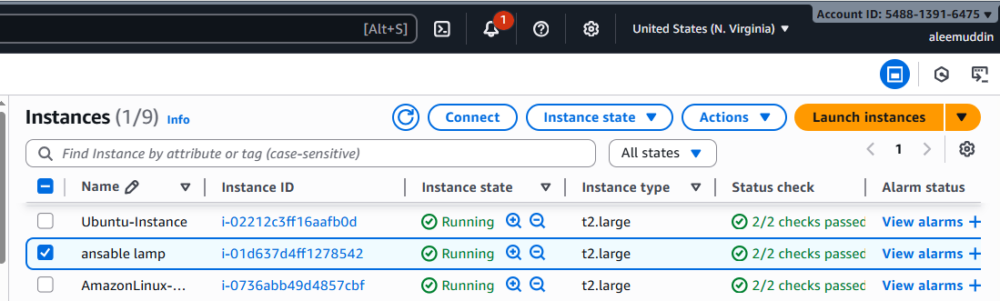 Account ID: 5488-1391-6475
[Alt+S] 1 United States (N. Virginia) aleemuddin
Instances (1/9) Info Connect Instance state Actions Launch instances
Find Instance by attribute or tag (case-sensitive) All states 1
Name Instance ID Instance state Instance type Status check Alarm status
Ubuntu-Instance i-02212c3ff16aafb0d Running t2.large 2/2 checks passed View alarms +
ansable lamp i-01d637d4ff1278542 Running t2.large 2/2 checks passed View alarms +
AmazonLinux-... i-0736abb49d4857cbf Running t2.large 2/2 checks passed View alarms +